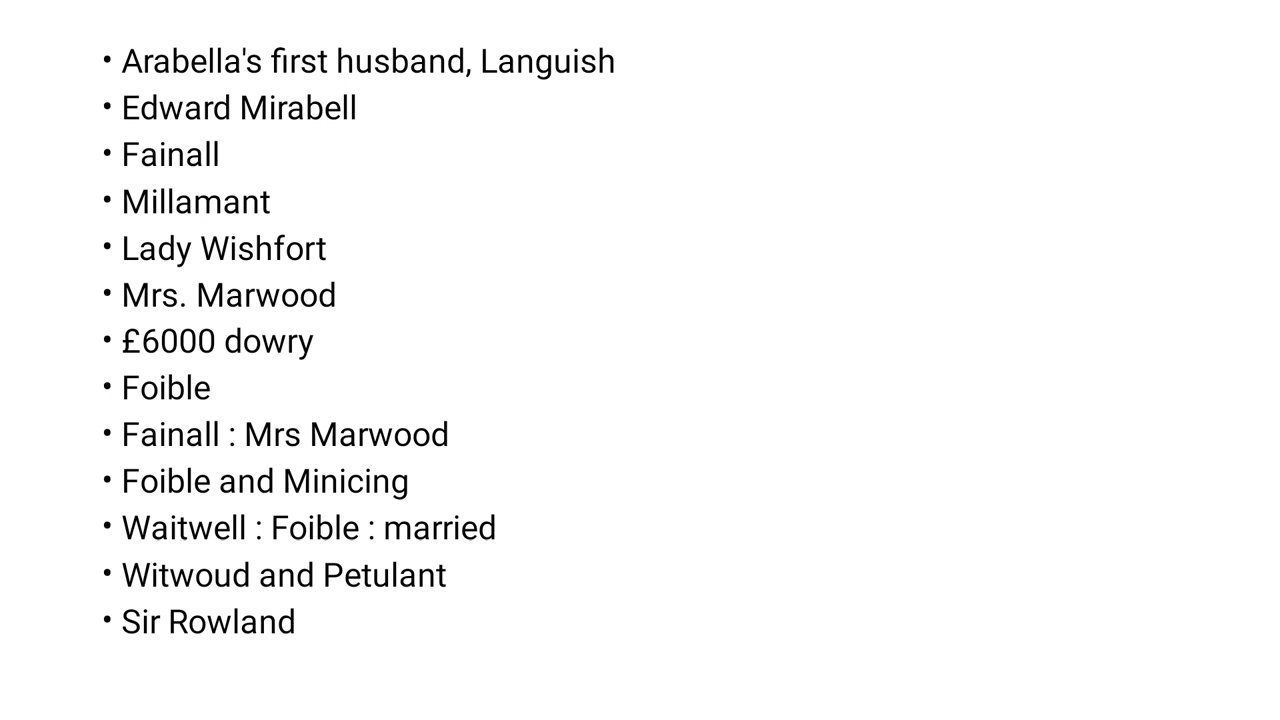 • Arabella's first husband, Languish
• Edward Mirabell
• Fainall
• Millamant
• Lady Wishfort
• Mrs. Marwood
• £6000 dowry
• Foible
• Fainall : Mrs Marwood
• Foible and Minicing
• Waitwell : Foible : married
• Witwoud and Petulant
• Sir Rowland